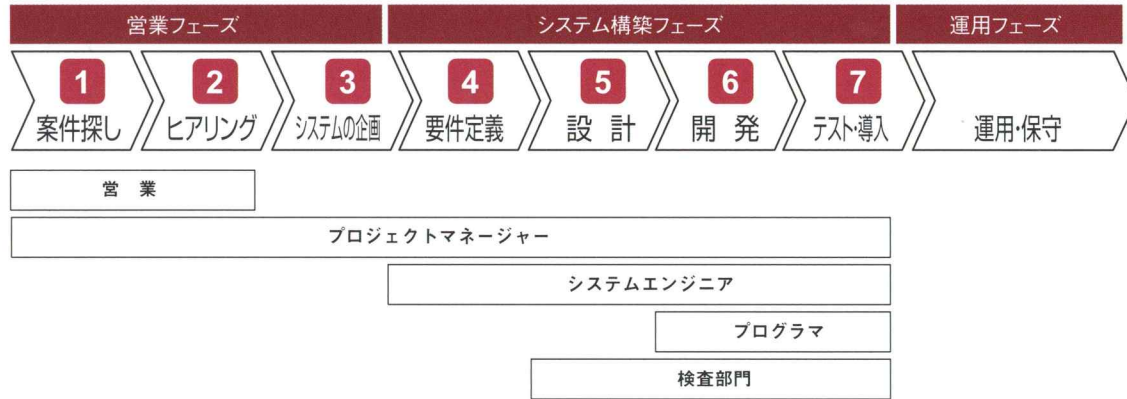 営業フェーズ
システム構築フェーズ
運用フェーズ
1
案件探し
2
ヒアリング
3
システムの企画
4
要件定義
5
設 計
6
開 発
7
テスト・導入
運用・保守
営 業
プロジェクトマネージャー
システムエンジニア
プログラマ
検査部門